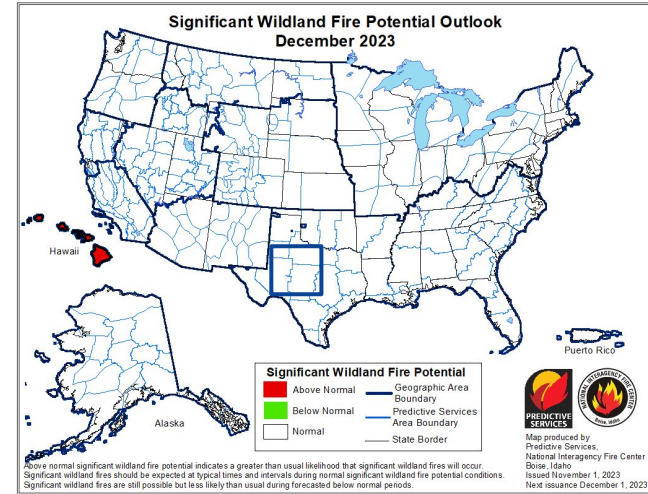 Significant Wildland Fire Potential Outlook
December 2023
Hawaii
Alaska
Puerto Rico
Significant Wildland Fire Potential
Above Normal
Below Normal
Normal
Geographic Area
Boundary
Predictive Services
Area Boundary
State Border
PREDICTIVE
SERVICES
NATIONAL INTERAGENCY FIRE CENTER
Boise, Idaho
Map produced by
Predictive Services,
National Interagency Fire Center
Boise, Idaho
Issued November 1, 2023
Next issuance December 1, 2023
Above normal significant wildland fire potential indicates a greater than usual likelihood that significant wildland fires will occur.
Significant wildland fires should be expected at typical times and intervals during normal significant wildland fire potential conditions.
Significant wildland fires are still possible but less likely than usual during forecasted below normal periods.